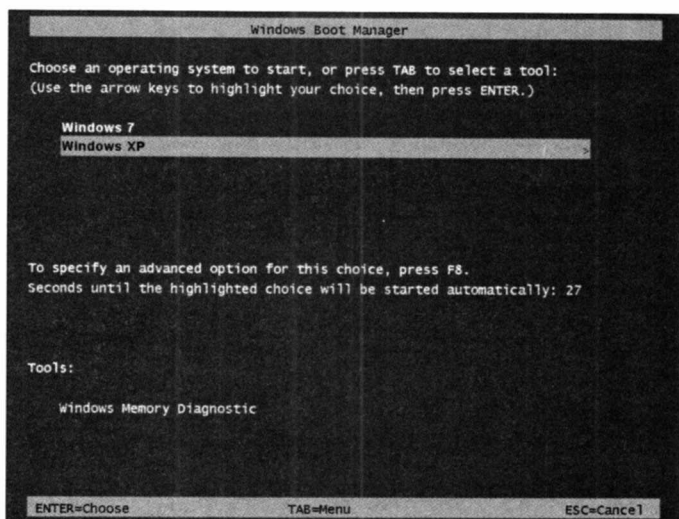 Windows Boot Manager
Choose an operating system to start, or press TAB to select a tool:
(Use the arrow keys to highlight your choice, then press ENTER.)
Windows 7
Windows XP >
To specify an advanced option for this choice, press F8.
Seconds until the highlighted choice will be started automatically: 27
Tools:
Windows Memory Diagnostic
ENTER=Choose TAB=Menu ESC=Cancel